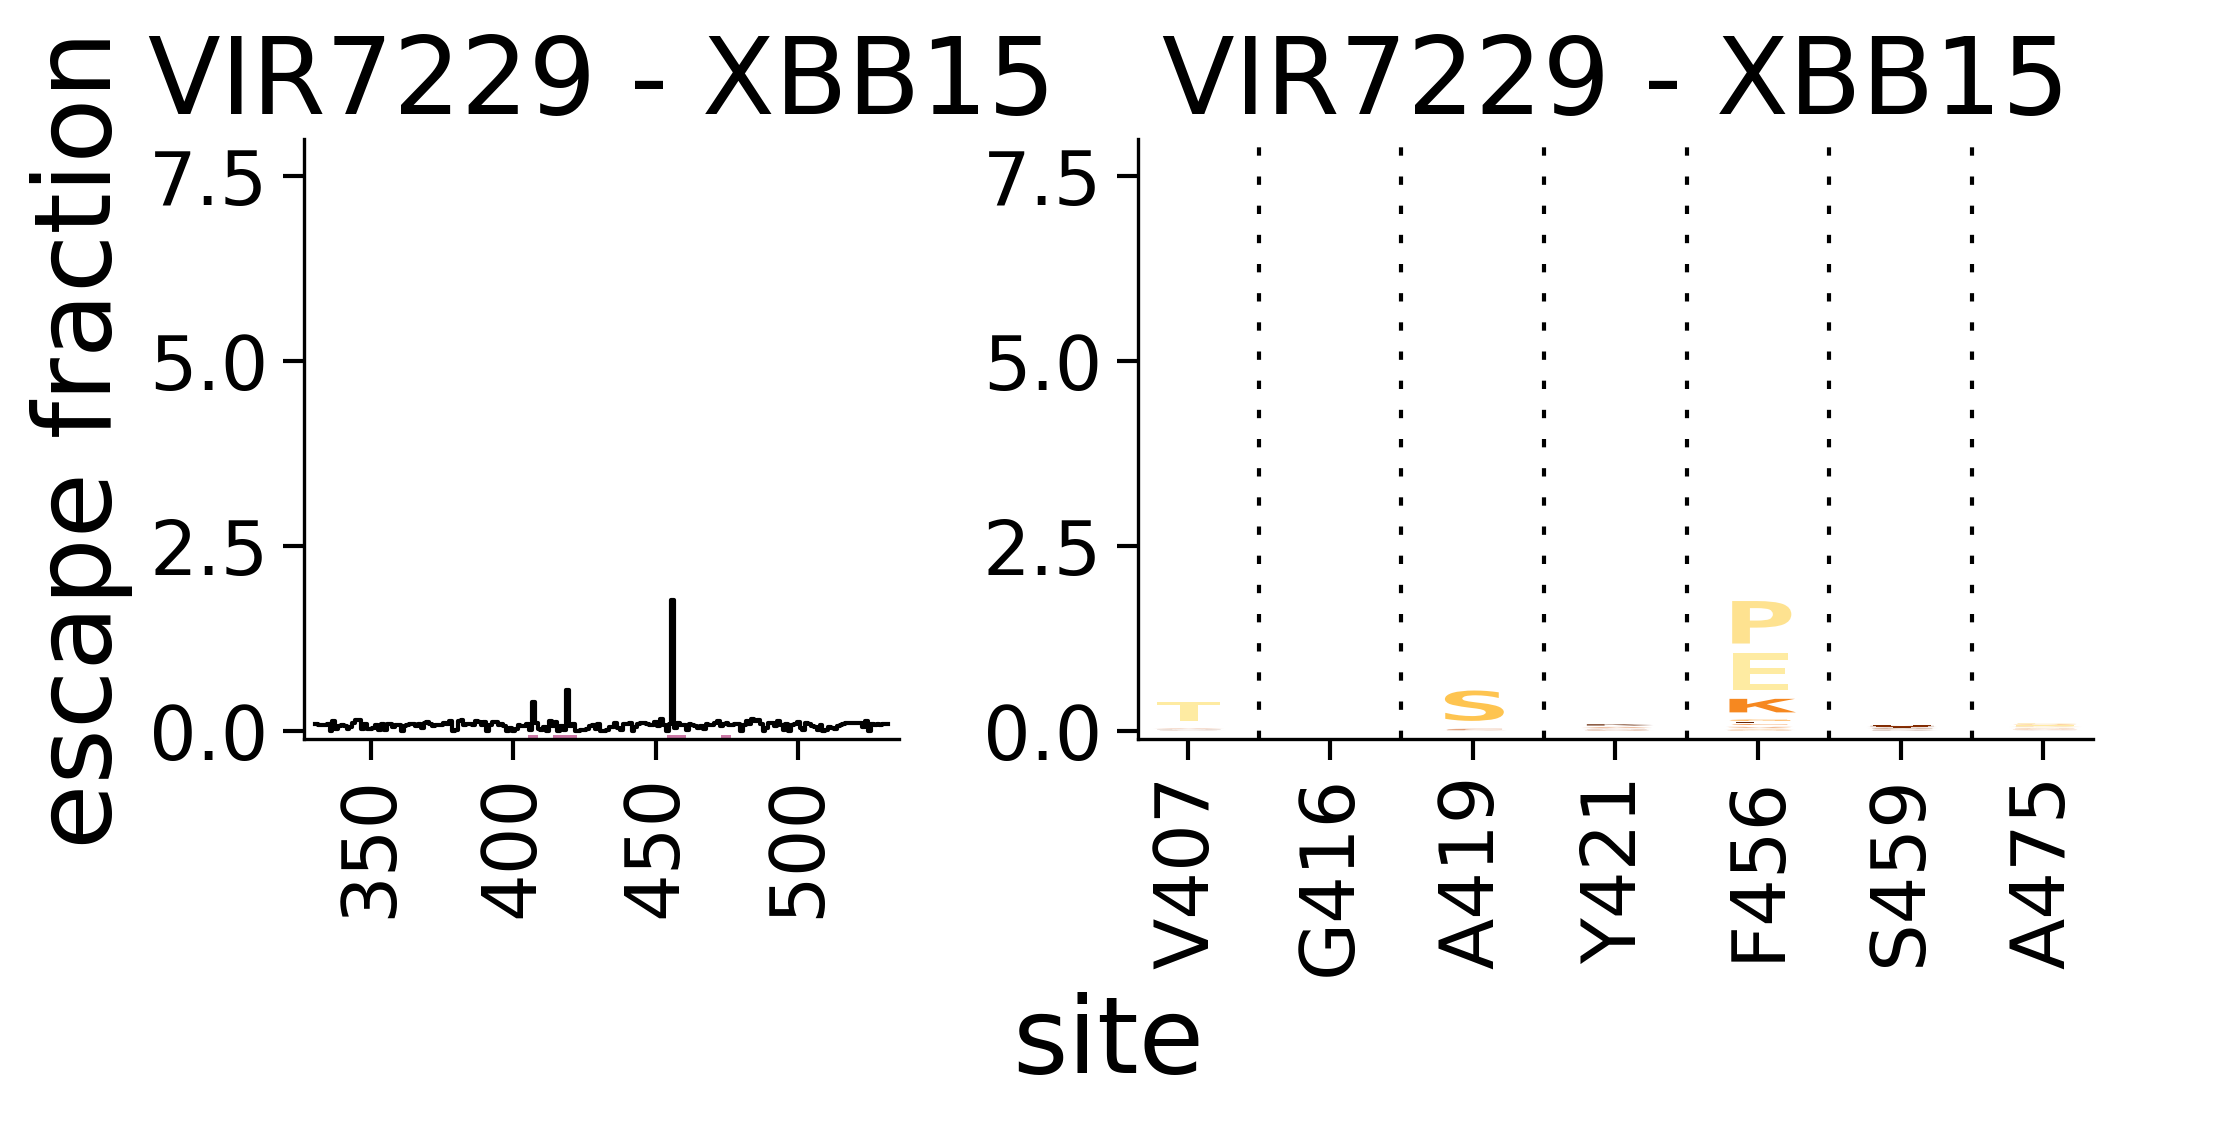 VIR7229 - XBB15
VIR7229 - XBB15
escape fraction
7.5
5.0
2.5
0.0
350
400
450
500
7.5
5.0
2.5
0.0
T
S
P
E
K
V407
G416
A419
Y421
F456
S459
A475
site